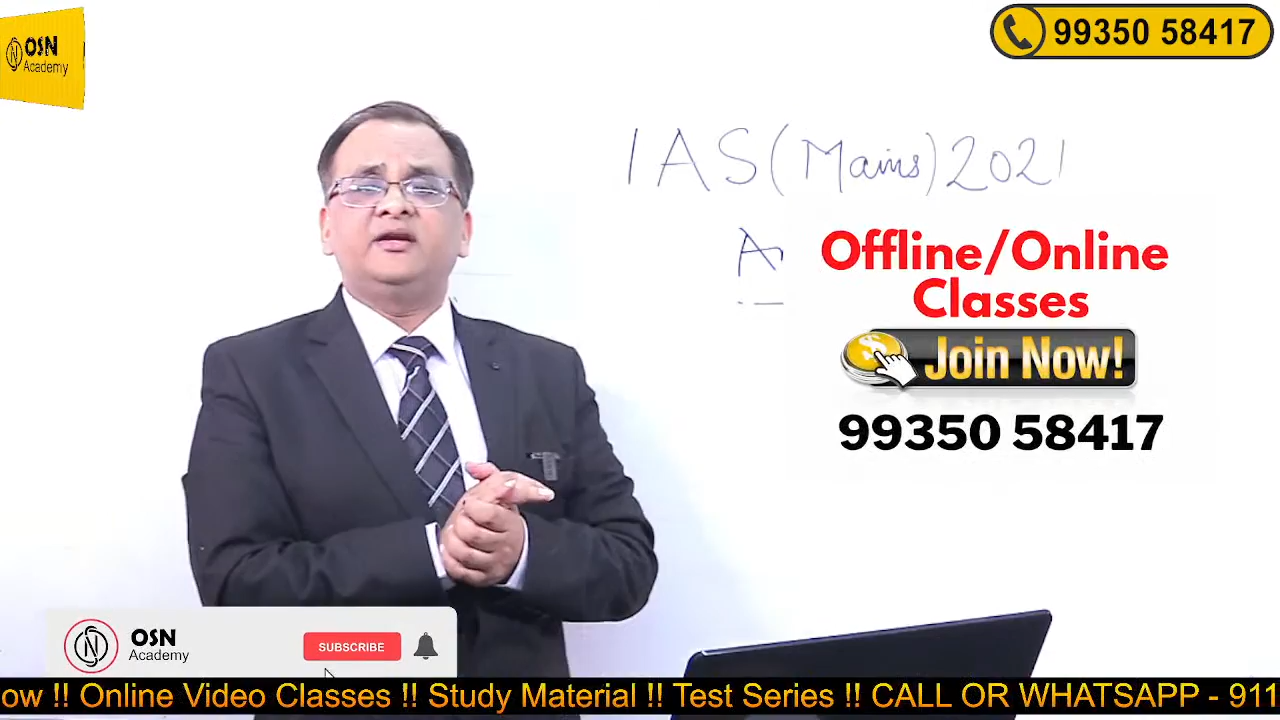 OSN
Academy
99350 58417
IAS (Mains) 2021
A
Offline/Online
Classes
Join Now!
99350 58417
OSN
Academy
SUBSCRIBE
ow !! Online Video Classes !! Study Material !! Test Series !! CALL OR WHATSAPP - 911